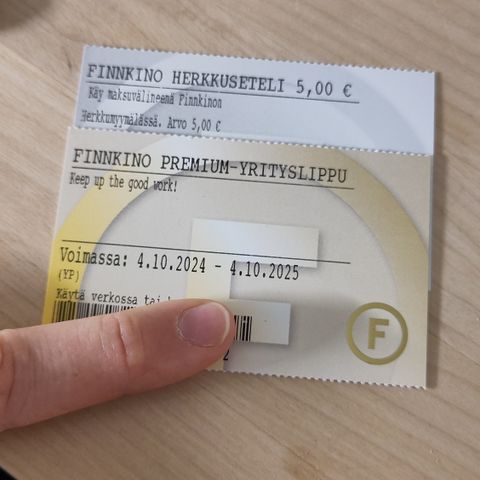 FINNKINO HERKKUSETELI 5,00 €
Käy maksuvälineenä Finnkinon
Herkkumyymälässä. Arvo 5,00 €
FINNKINO PREMIUM-YRITYSLIPPU
Keep up the good work!
Voimassa: 4.10.2024 - 4.10.2025
(YP)
Käytä verkossa tai
2
F